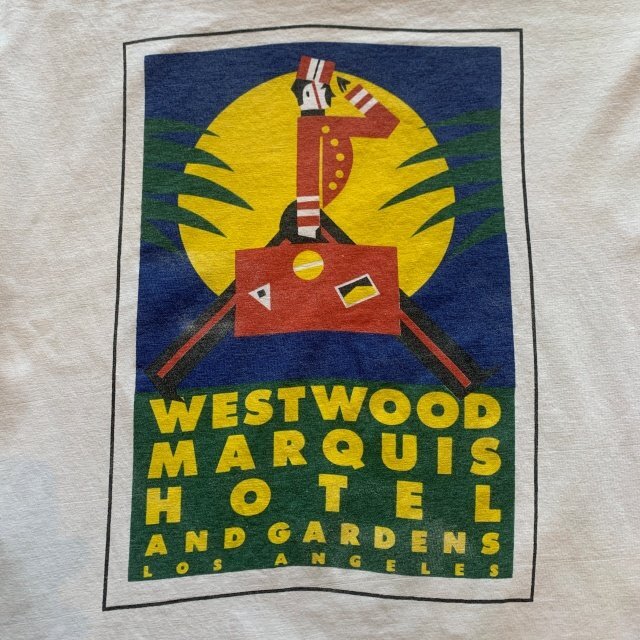 WESTWOOD
MARQUIS
HOTEL
AND GARDENS
LOS ANGELES